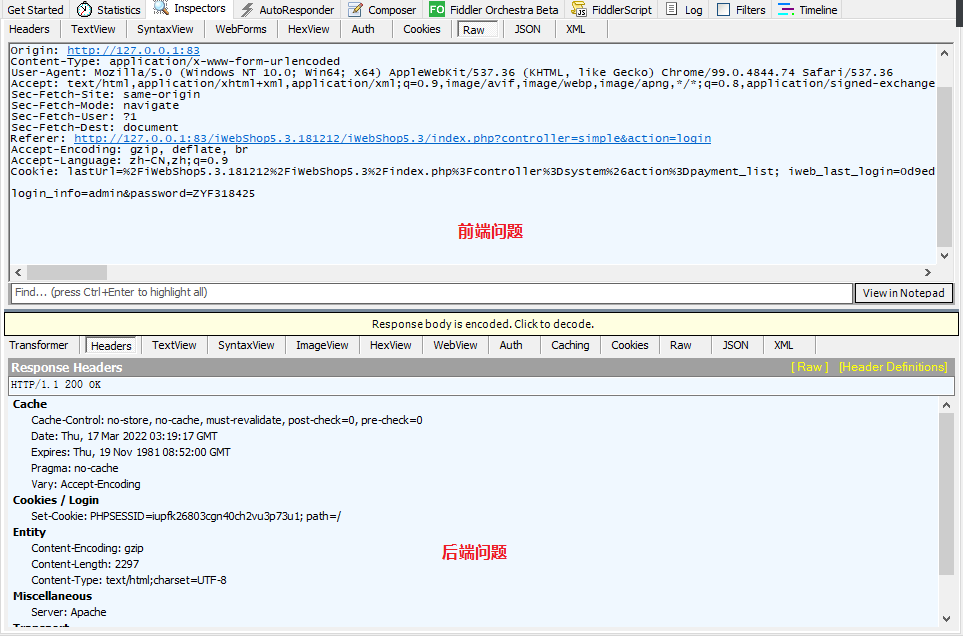 Get Started Statistics Inspectors AutoResponder Composer FO Fiddler Orchestra Beta FiddlerScript Log Filters Timeline
Headers TextView SyntaxView WebForms HexView Auth Cookies Raw JSON XML
Origin: http://127.0.0.1:83
Content-Type: application/x-www-form-urlencoded
User-Agent: Mozilla/5.0 (Windows NT 10.0; Win64; x64) AppleWebKit/537.36 (KHTML, like Gecko) Chrome/99.0.4844.74 Safari/537.36
Accept: text/html,application/xhtml+xml,application/xml;q=0.9,image/avif,image/webp,image/apng,*/*;q=0.8,application/signed-exchange
Sec-Fetch-Site: same-origin
Sec-Fetch-Mode: navigate
Sec-Fetch-User: ?1
Sec-Fetch-Dest: document
Referer: http://127.0.0.1:83/iWebShop5.3.181212/iWebShop5.3/index.php?controller=simple&action=login
Accept-Encoding: gzip, deflate, br
Accept-Language: zh-CN,zh;q=0.9
Cookie: lastUrl=%2FiWebShop5.3.181212%2FiWebShop5.3%2Findex.php%3Fcontroller%3Dsystem%26action%3Dpayment_list; iweb_last_login=0d9ed
login_info=admin&password=ZYF318425
前端问题
Find... (press Ctrl+Enter to highlight all) View in Notepad
Response body is encoded. Click to decode.
Transformer Headers TextView SyntaxView ImageView HexView WebView Auth Caching Cookies Raw JSON XML
Response Headers [ Raw ] [Header Definitions]
HTTP/1.1 200 OK
Cache
Cache-Control: no-store, no-cache, must-revalidate, post-check=0, pre-check=0
Date: Thu, 17 Mar 2022 03:19:17 GMT
Expires: Thu, 19 Nov 1981 08:52:00 GMT
Pragma: no-cache
Vary: Accept-Encoding
Cookies / Login
Set-Cookie: PHPSESSID=iupfk26803cgn40ch2vu3p73u1; path=/
Entity
Content-Encoding: gzip
后端问题
Content-Length: 2297
Content-Type: text/html;charset=UTF-8
Miscellaneous
Server: Apache
Transport